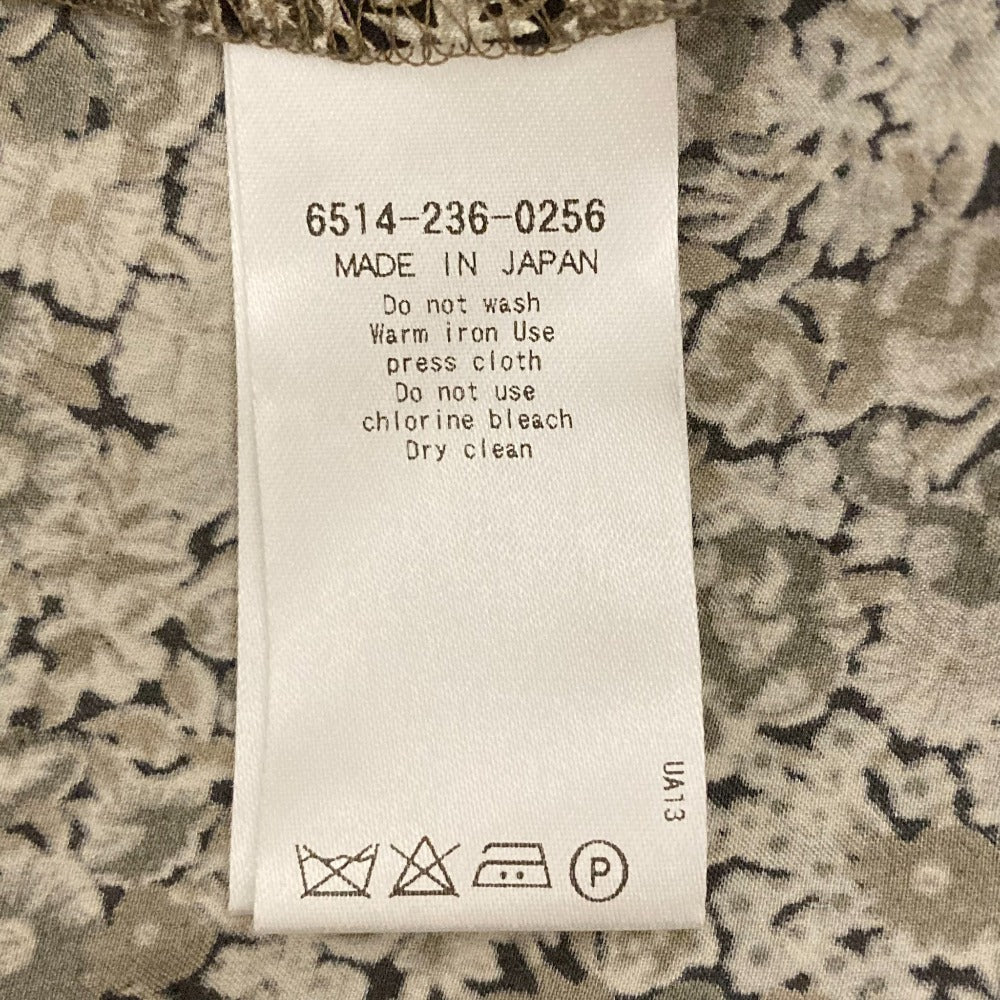 6514-236-0256
MADE IN JAPAN
Do not wash
Warm iron Use
press cloth
Do not use
chlorine bleach
Dry clean
UA13
P